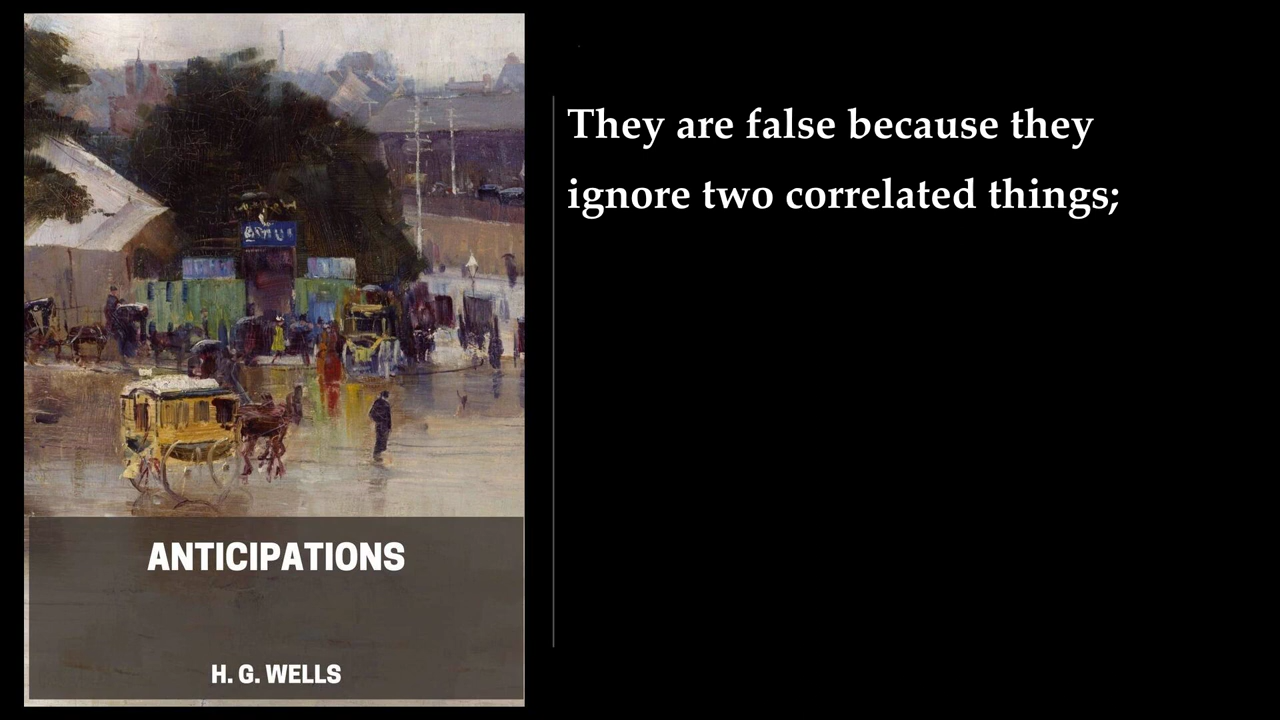 They are false because they
ignore two correlated things;
ANTICIPATIONS
H. G. WELLS